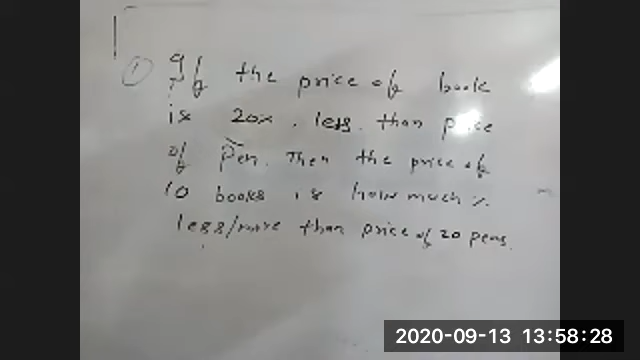 ① If the price of book
is 20% less than price
of Pen. Then the price of
10 books is how much %
less/more than price of 20 pens.
2020-09-13 13:58:28